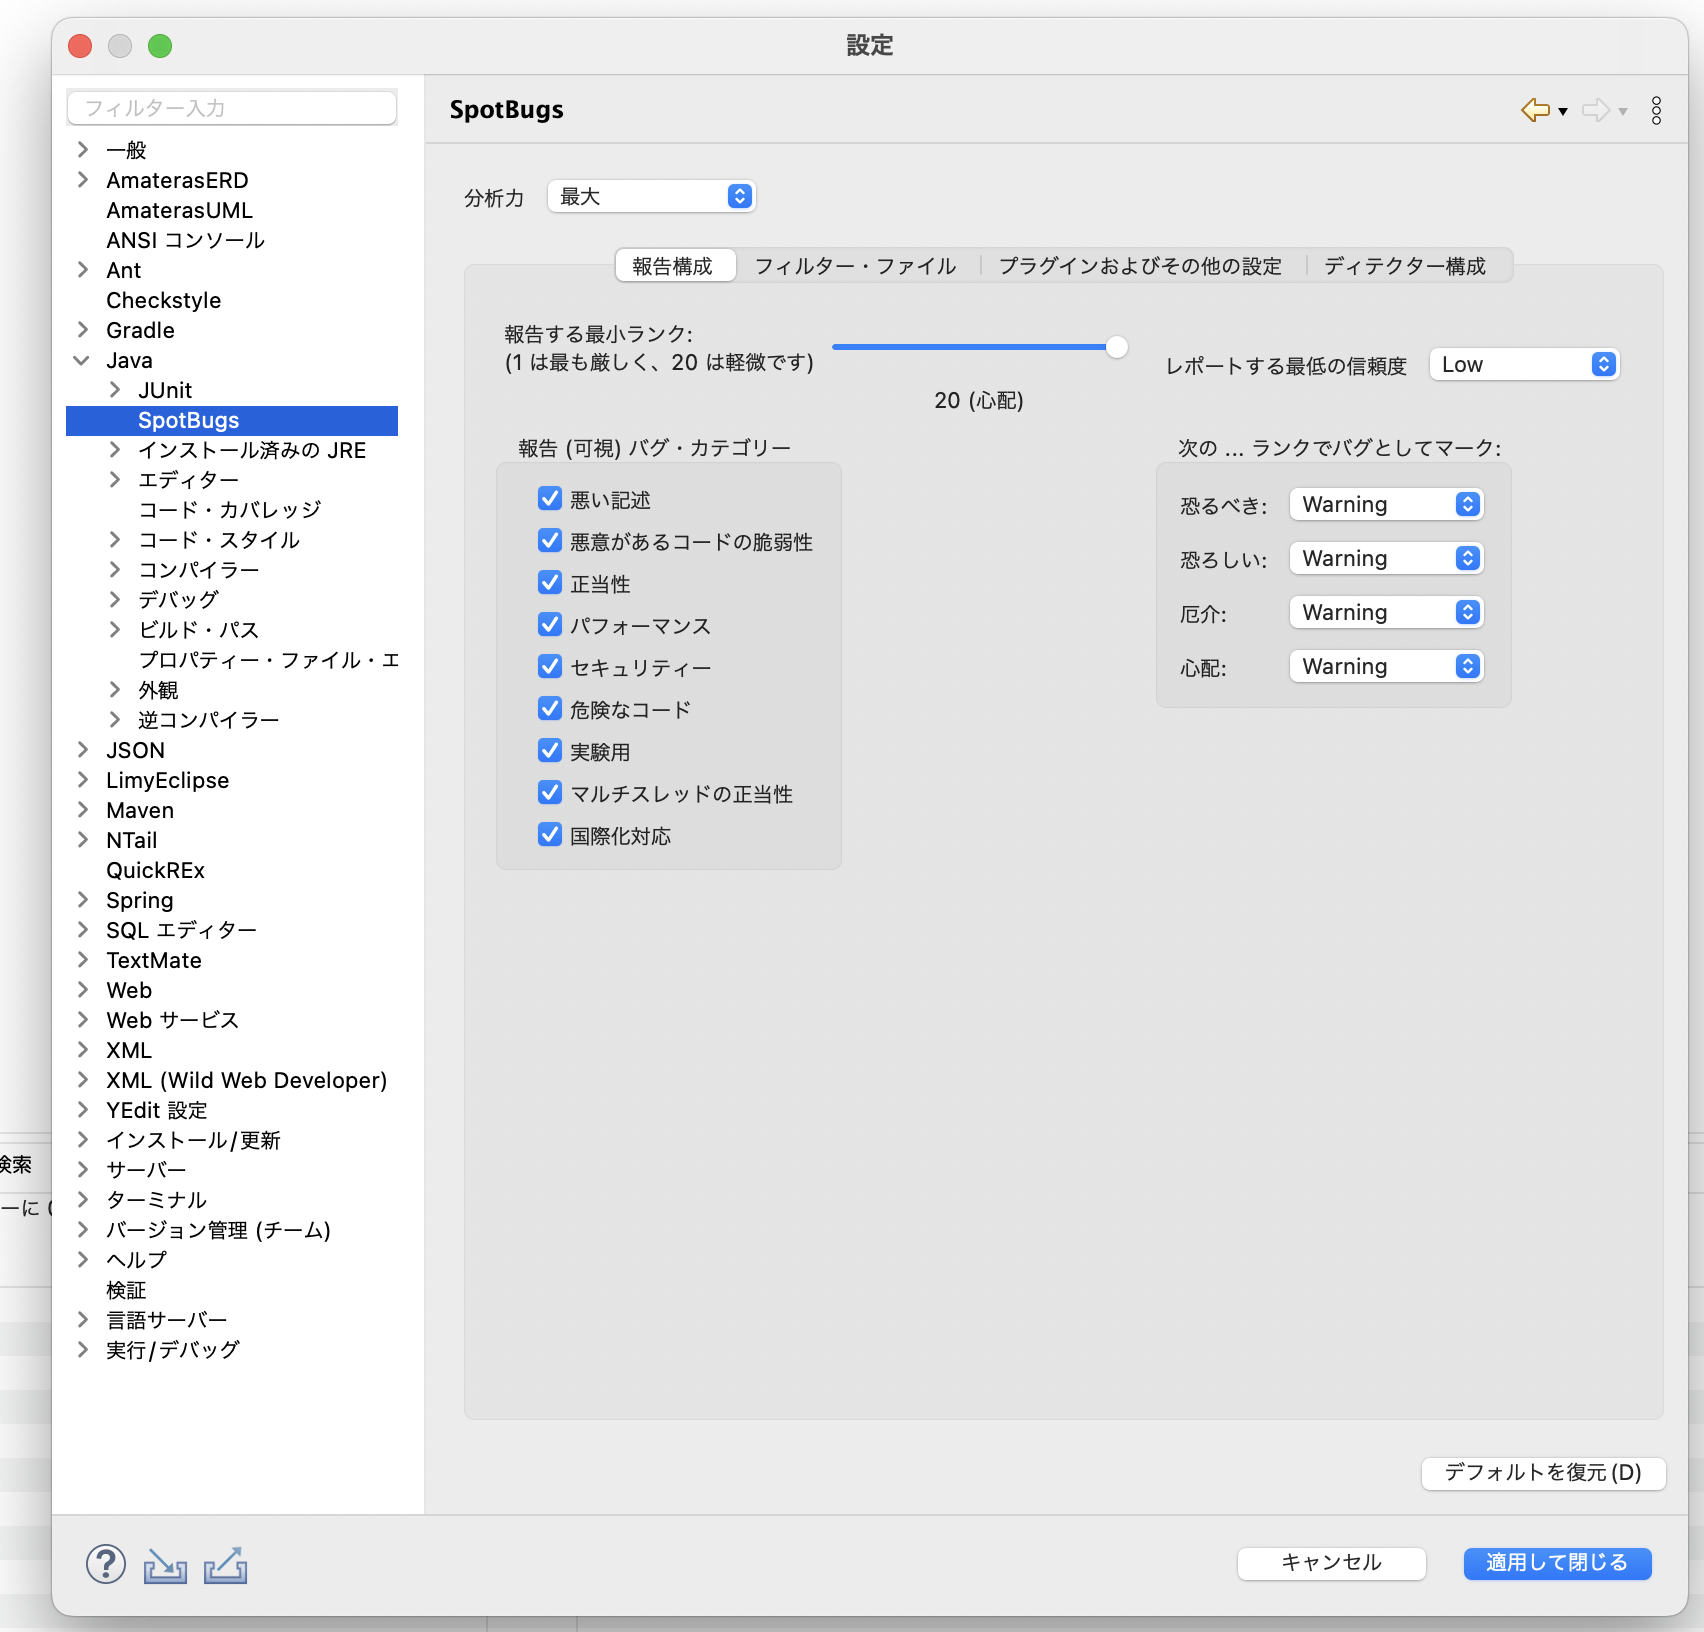 設定
フィルター入力
一般
AmaterasERD
AmaterasUML
ANSI コンソール
Ant
Checkstyle
Gradle
Java
JUnit
SpotBugs
インストール済みの JRE
エディター
コード・カバレッジ
コード・スタイル
コンパイラー
デバッグ
ビルド・パス
プロパティー・ファイル・エ
外観
逆コンパイラー
JSON
LimyEclipse
Maven
NTail
QuickREx
Spring
SQL エディター
TextMate
Web
Web サービス
XML
XML (Wild Web Developer)
YEdit 設定
インストール/更新
サーバー
ターミナル
バージョン管理 (チーム)
ヘルプ
検証
言語サーバー
実行/デバッグ
SpotBugs
分析力 最大
報告構成 フィルター・ファイル プラグインおよびその他の設定 ディテクター構成
報告する最小ランク:
(1 は最も厳しく、20 は軽微です)
20 (心配)
レポートする最低の信頼度 Low
報告 (可視) バグ・カテゴリー
悪い記述
悪意があるコードの脆弱性
正当性
パフォーマンス
セキュリティー
危険なコード
実験用
マルチスレッドの正当性
国際化対応
次の ... ランクでバグとしてマーク:
恐るべき: Warning
恐ろしい: Warning
厄介: Warning
心配: Warning
デフォルトを復元 (D)
キャンセル 適用して閉じる
検索
ーに